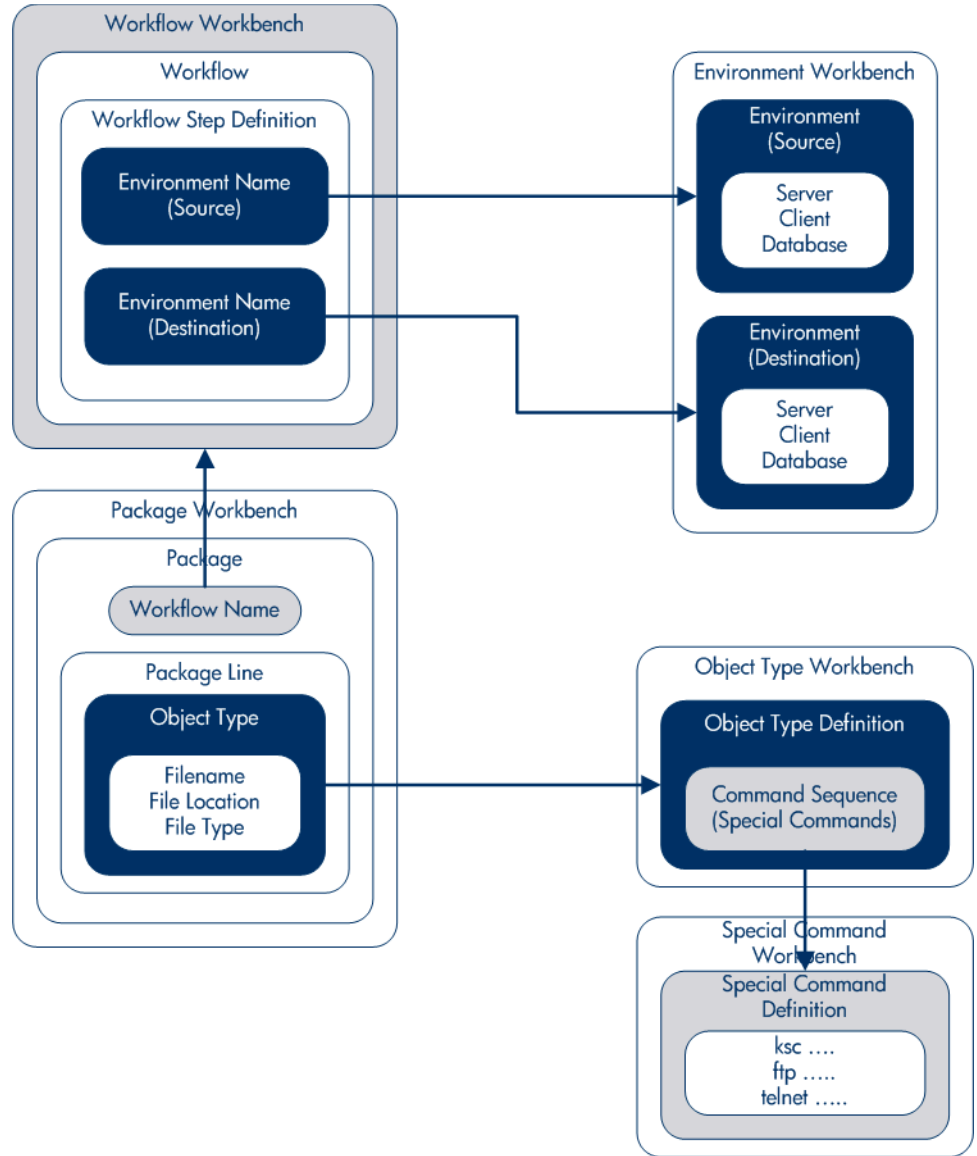 Workflow Workbench
Workflow
Workflow Step Definition
Environment Name
(Source)
Environment Name
(Destination)
Environment Workbench
Environment
(Source)
Server
Client
Database
Environment
(Destination)
Server
Client
Database
Package Workbench
Package
Workflow Name
Package Line
Object Type
Filename
File Location
File Type
Object Type Workbench
Object Type Definition
Command Sequence
(Special Commands)
Special Command
Workbench
Special Command
Definition
ksc ....
ftp .....
telnet .....